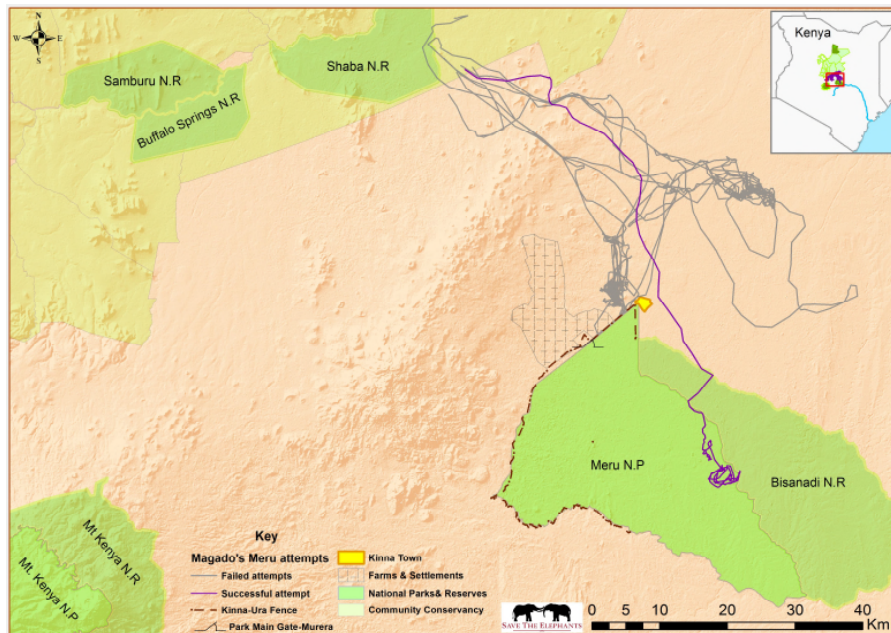 N
W E
S
Samburu N.R
Buffalo Springs N.R
Shaba N.R
Kenya
Meru N.P
Bisanadi N.R
Mt Kenya N.R
Mt. Kenya N.P
Key
Magado's Meru attempts
Failed attempts
Successful attempt
Kinna-Ura Fence
Park Main Gate-Murera
Kinna Town
Farms & Settlements
National Parks& Reserves
Community Conservancy
SAVE THE ELEPHANTS
0 5 10 20 30 40
Km